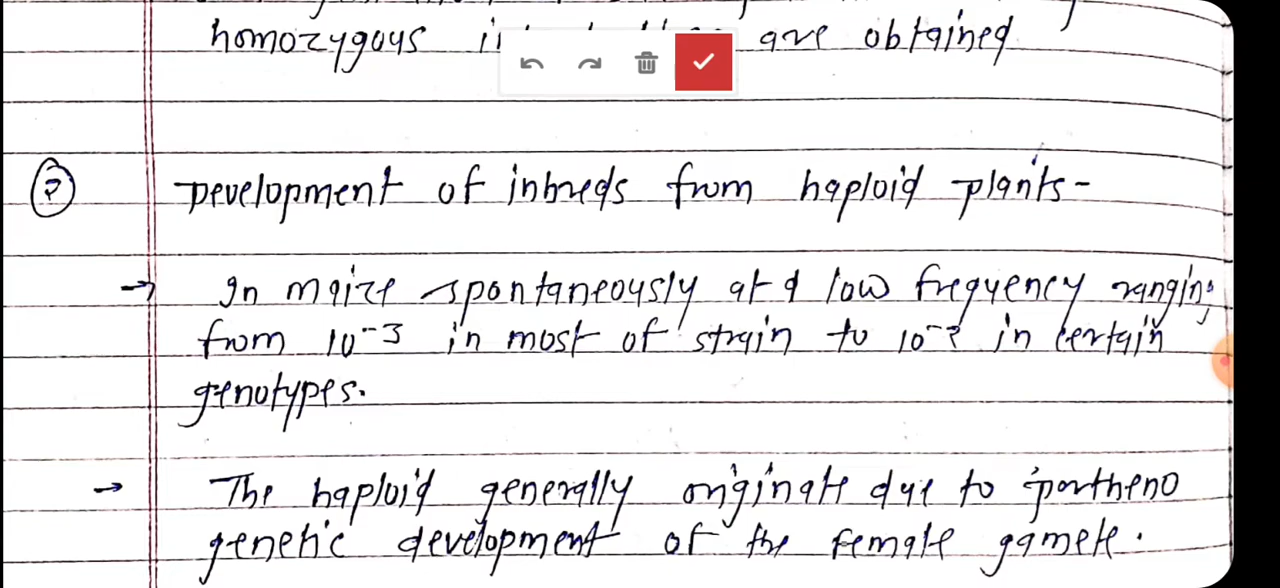 homozygous are obtained
②
Development of inbreds from haploid plants-
→ In maize spontaneously at a low frequency ranging
from 10⁻³ in most of strain to 10⁻² in certain
genotypes.
→ The haploid generally originate due to partheno
genetic development of the female gamete.